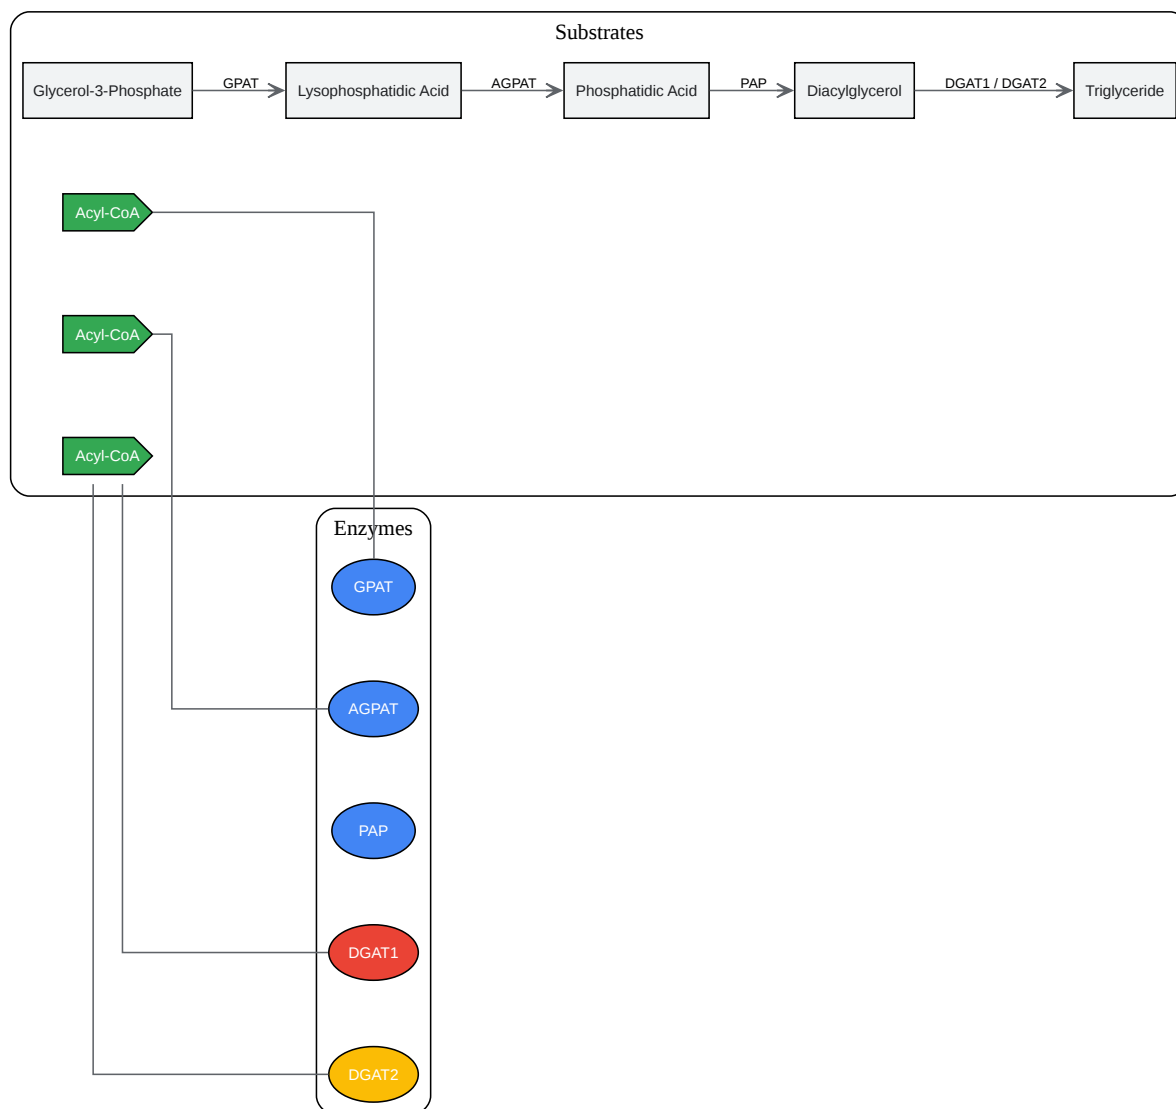 Substrates
Glycerol-3-Phosphate
GPAT
Lysophosphatidic Acid
AGPAT
Phosphatidic Acid
PAP
Diacylglycerol
DGAT1 / DGAT2
Triglyceride
Acyl-CoA
Acyl-CoA
Acyl-CoA
Enzymes
GPAT
AGPAT
PAP
DGAT1
DGAT2